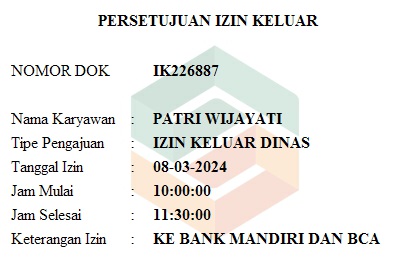 PERSETUJUAN IZIN KELUAR
NOMOR DOK IK226887
Nama Karyawan : PATRI WIJAYATI
Tipe Pengajuan : IZIN KELUAR DINAS
Tanggal Izin : 08-03-2024
Jam Mulai : 10:00:00
Jam Selesai : 11:30:00
Keterangan Izin : KE BANK MANDIRI DAN BCA